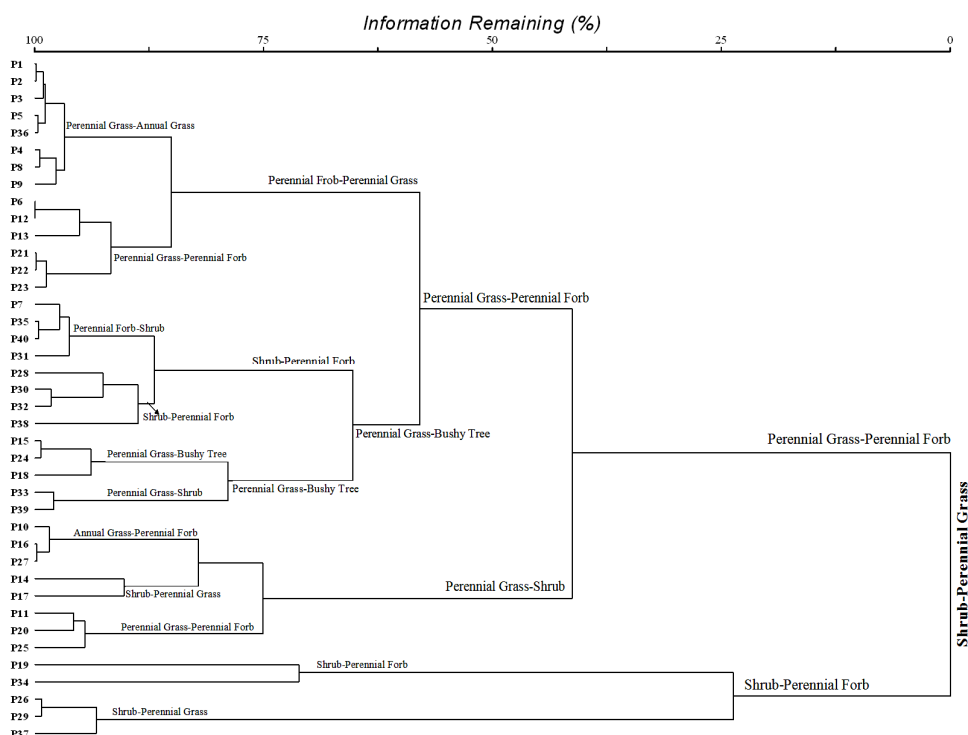 Information Remaining (%)
100 75 50 25 0
P1
P2
P3
P5
Perennial Grass-Annual Grass
P36
P4
P8
P9
Perennial Frob-Perennial Grass
P6
P12
P13
P21
Perennial Grass-Perennial Forb
P22
P23
Perennial Grass-Perennial Forb
P7
P35
Perennial Forb-Shrub
P40
P31
Shrub-Perennial Forb
P28
P30
P32
Shrub-Perennial Forb
P38
Perennial Grass-Bushy Tree
P15
Perennial Grass-Perennial Forb
P24
Perennial Grass-Bushy Tree
P18
P33
Perennial Grass-Shrub
Perennial Grass-Bushy Tree
P39
P10
Annual Grass-Perennial Forb
P16
P27
P14
Perennial Grass-Shrub
P17
Shrub-Perennial Grass
P11
P20
Perennial Grass-Perennial Forb
P25
P19
Shrub-Perennial Forb
P34
Shrub-Perennial Forb
P26
P29
Shrub-Perennial Grass
P37
Shrub-Perennial Grass